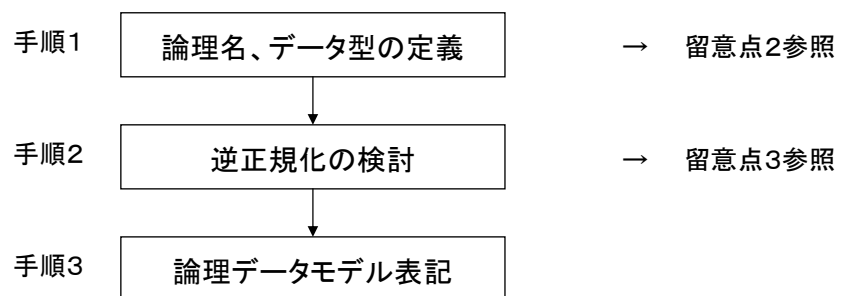 手順1 論理名、データ型の定義 → 留意点2参照
手順2 逆正規化の検討 → 留意点3参照
手順3 論理データモデル表記